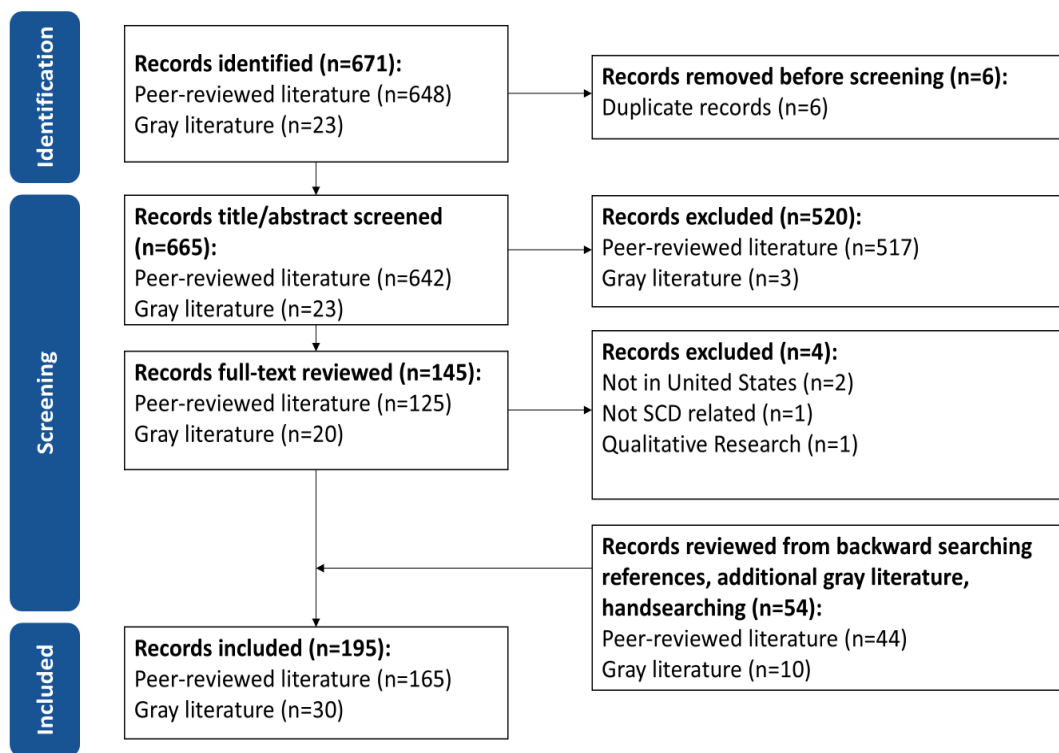 Identification
Records identified (n=671):
Peer-reviewed literature (n=648)
Gray literature (n=23)
Records removed before screening (n=6):
Duplicate records (n=6)
Screening
Records title/abstract screened
(n=665):
Peer-reviewed literature (n=642)
Gray literature (n=23)
Records excluded (n=520):
Peer-reviewed literature (n=517)
Gray literature (n=3)
Records full-text reviewed (n=145):
Peer-reviewed literature (n=125)
Gray literature (n=20)
Records excluded (n=4):
Not in United States (n=2)
Not SCD related (n=1)
Qualitative Research (n=1)
Records reviewed from backward searching
references, additional gray literature,
handsearching (n=54):
Peer-reviewed literature (n=44)
Gray literature (n=10)
Included
Records included (n=195):
Peer-reviewed literature (n=165)
Gray literature (n=30)